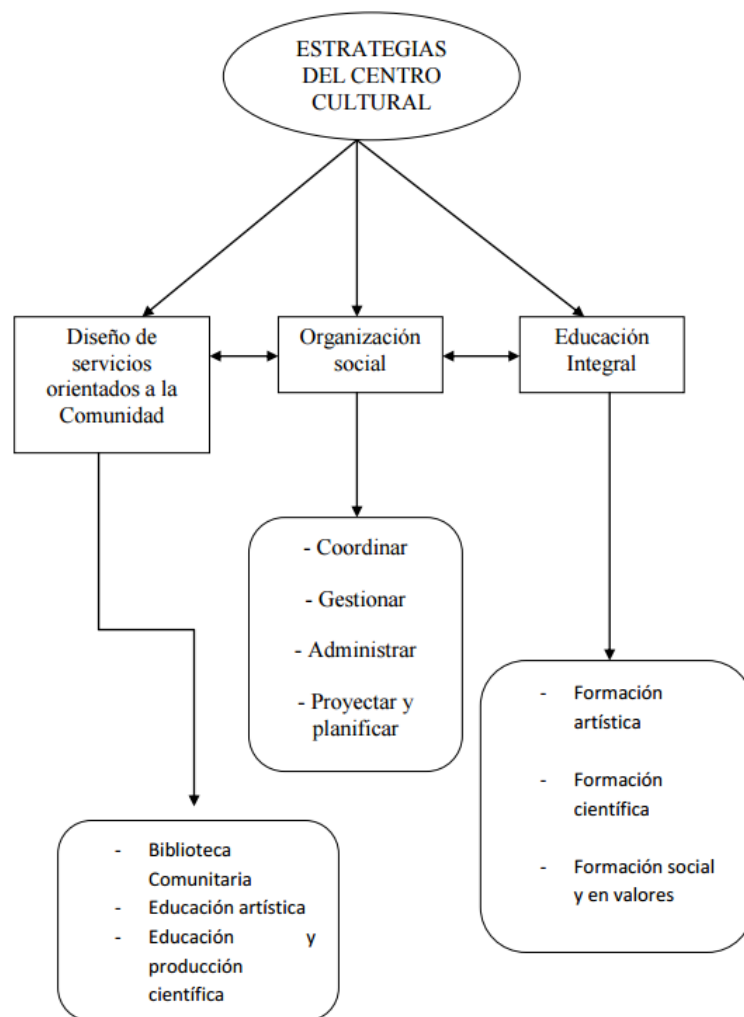 ESTRATEGIAS
DEL CENTRO
CULTURAL
Diseño de
servicios
orientados a la
Comunidad
Organización
social
Educación
Integral
- Coordinar
- Gestionar
- Administrar
- Proyectar y
planificar
- Formación
artística
- Formación
científica
- Formación social
y en valores
- Biblioteca
Comunitaria
- Educación artística
- Educación y
producción
científica